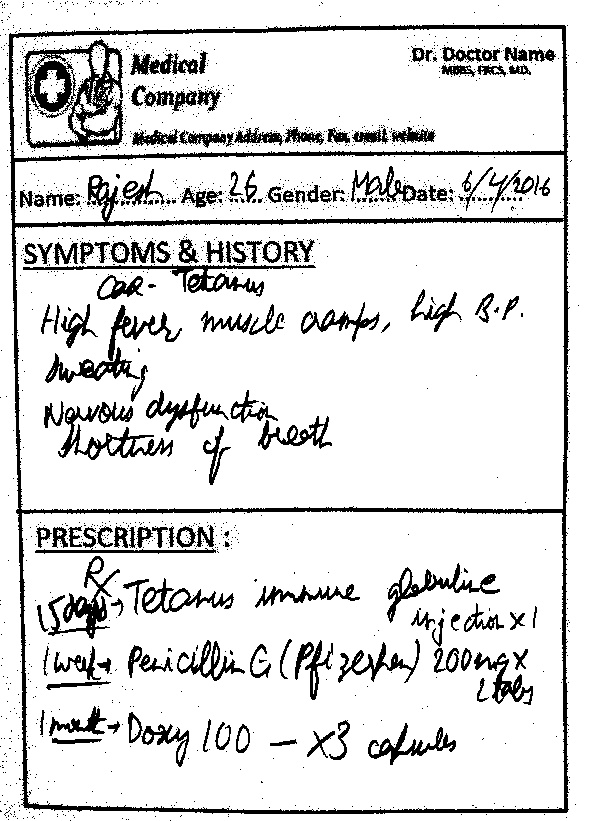 Medical
Company
Dr. Doctor Name
MBBS, FRCS, M.D.
Medical Company Address, Phone, Fax, email, website
Name: Rajesh Age: 26 Gender: Male Date: 6/4/2016
SYMPTOMS & HISTORY
Tetanus
High fever, muscle cramps, high B.P.
Sweating
Nervous dysfunction
Shortness of breath
PRESCRIPTION :
Rx
15 days → Tetanus immune globuline
injection x 1
1 week → Penicillin G (Pfizerpen) 200mg x
2 tabs
1 month → Doxy 100 — x3 capsules